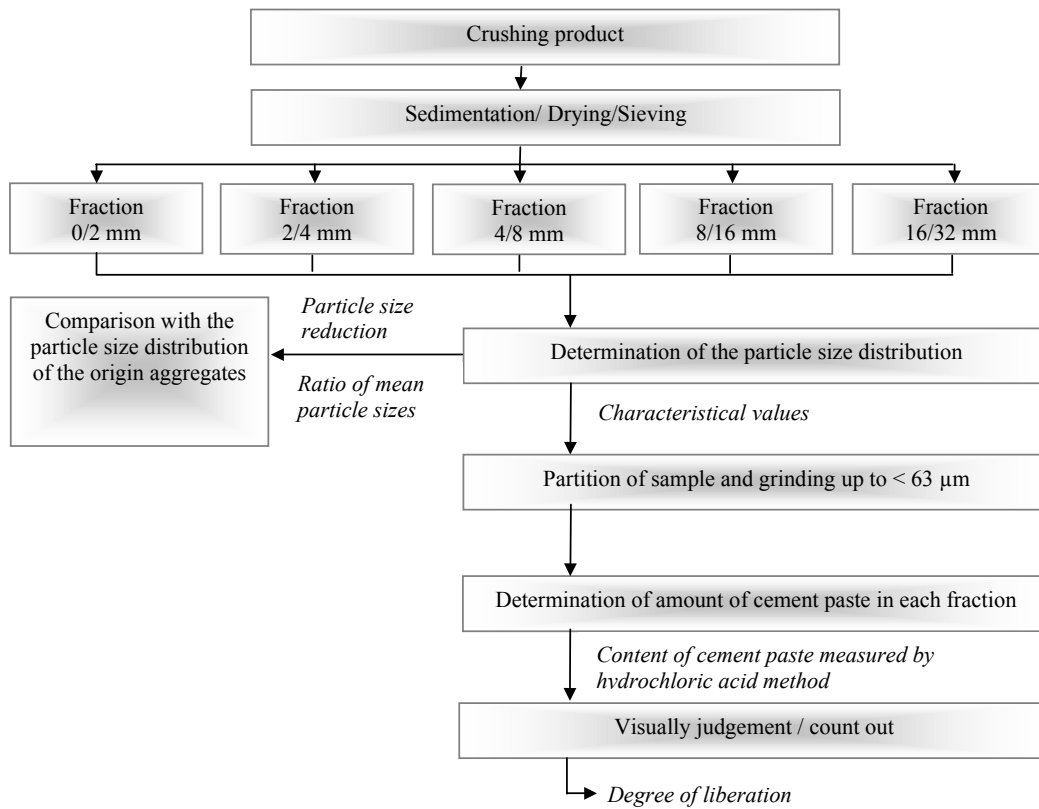 Crushing product
Sedimentation/ Drying/Sieving
Fraction
0/2 mm
Fraction
2/4 mm
Fraction
4/8 mm
Fraction
8/16 mm
Fraction
16/32 mm
Comparison with the
particle size distribution
of the origin aggregates
Particle size
reduction
Ratio of mean
particle sizes
Determination of the particle size distribution
Characteristical values
Partition of sample and grinding up to < 63 µm
Determination of amount of cement paste in each fraction
Content of cement paste measured by
hydrochloric acid method
Visually judgement / count out
Degree of liberation